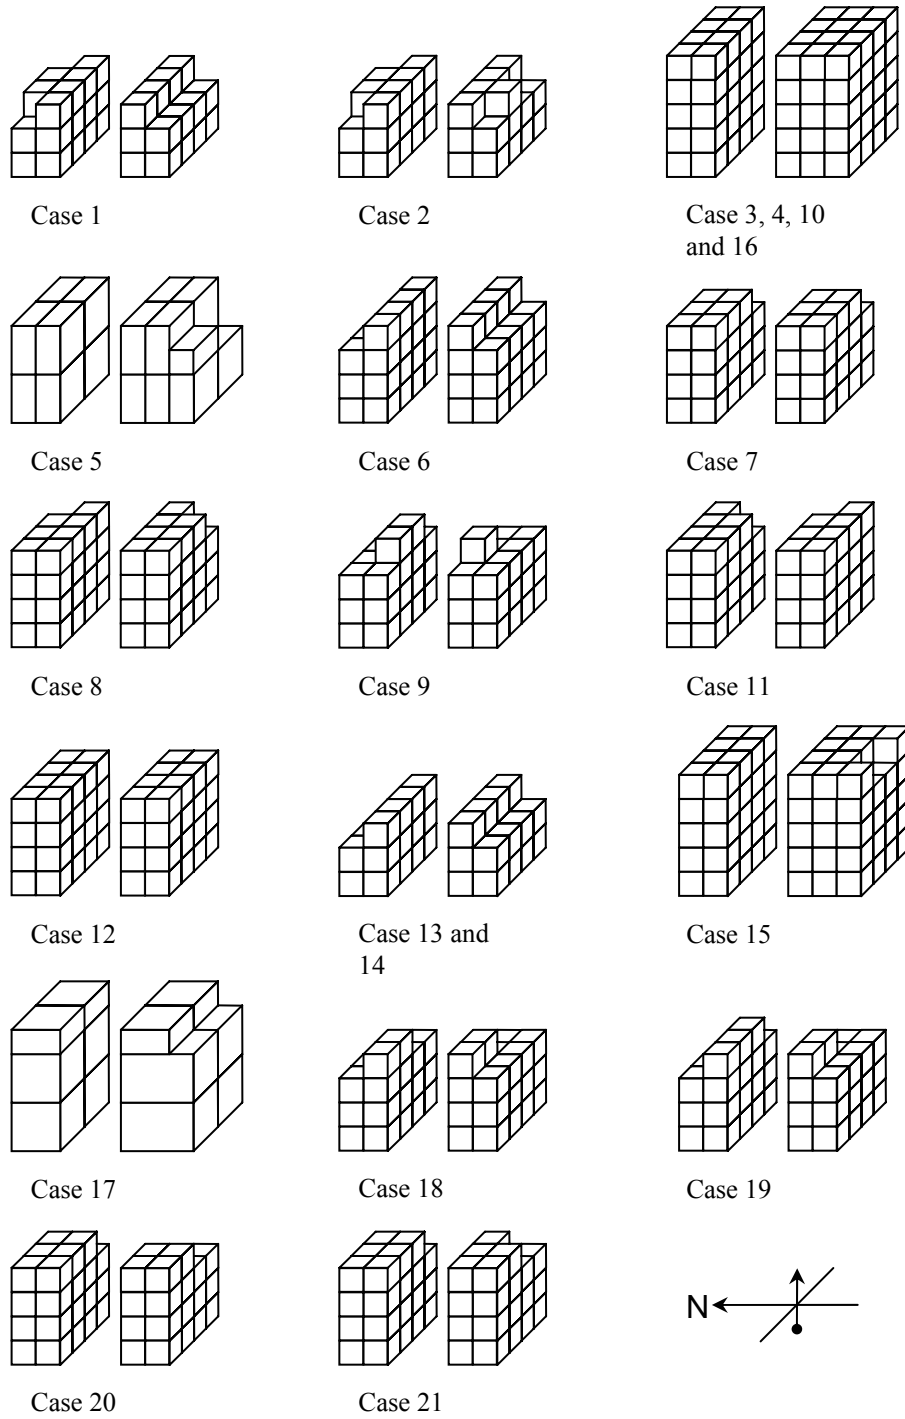 Case 1
Case 2
Case 3, 4, 10
and 16
Case 5
Case 6
Case 7
Case 8
Case 9
Case 11
Case 12
Case 13 and
14
Case 15
Case 17
Case 18
Case 19
N
Case 20
Case 21